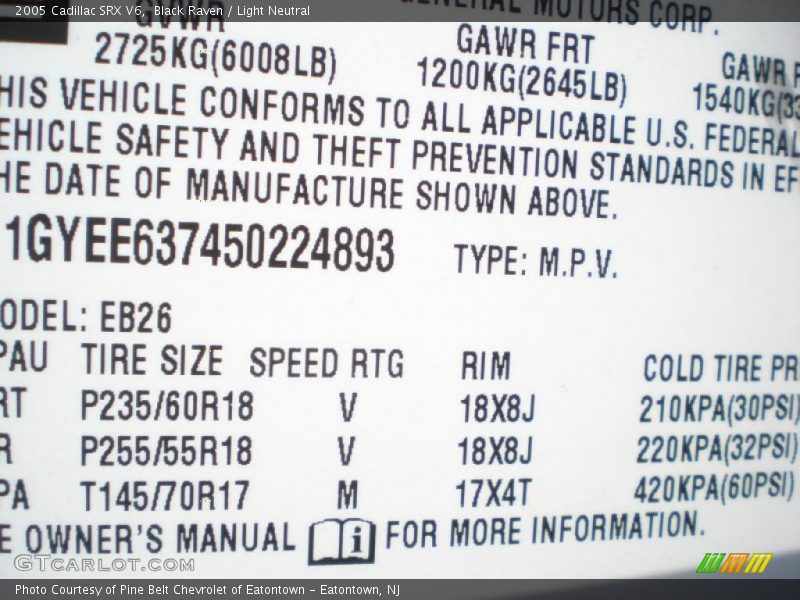 2005 Cadillac SRX V6, Black Raven / Light Neutral
GENERAL MOTORS CORP.
GVWR
GAWR FRT
GAWR
2725KG(6008LB)
1200KG(2645LB)
1540KG(33
HIS VEHICLE CONFORMS TO ALL APPLICABLE U.S. FEDERAL
EHICLE SAFETY AND THEFT PREVENTION STANDARDS IN EF
HE DATE OF MANUFACTURE SHOWN ABOVE.
1GYEE637450224893 TYPE: M.P.V.
ODEL: EB26
PAU TIRE SIZE SPEED RTG RIM COLD TIRE PR
RT P235/60R18 V 18X8J 210KPA(30PSI)
R P255/55R18 V 18X8J 220KPA(32PSI)
PA T145/70R17 M 17X4T 420KPA(60PSI)
E OWNER'S MANUAL i FOR MORE INFORMATION.
GTCARLOT.COM
Photo Courtesy of Pine Belt Chevrolet of Eatontown - Eatontown, NJ